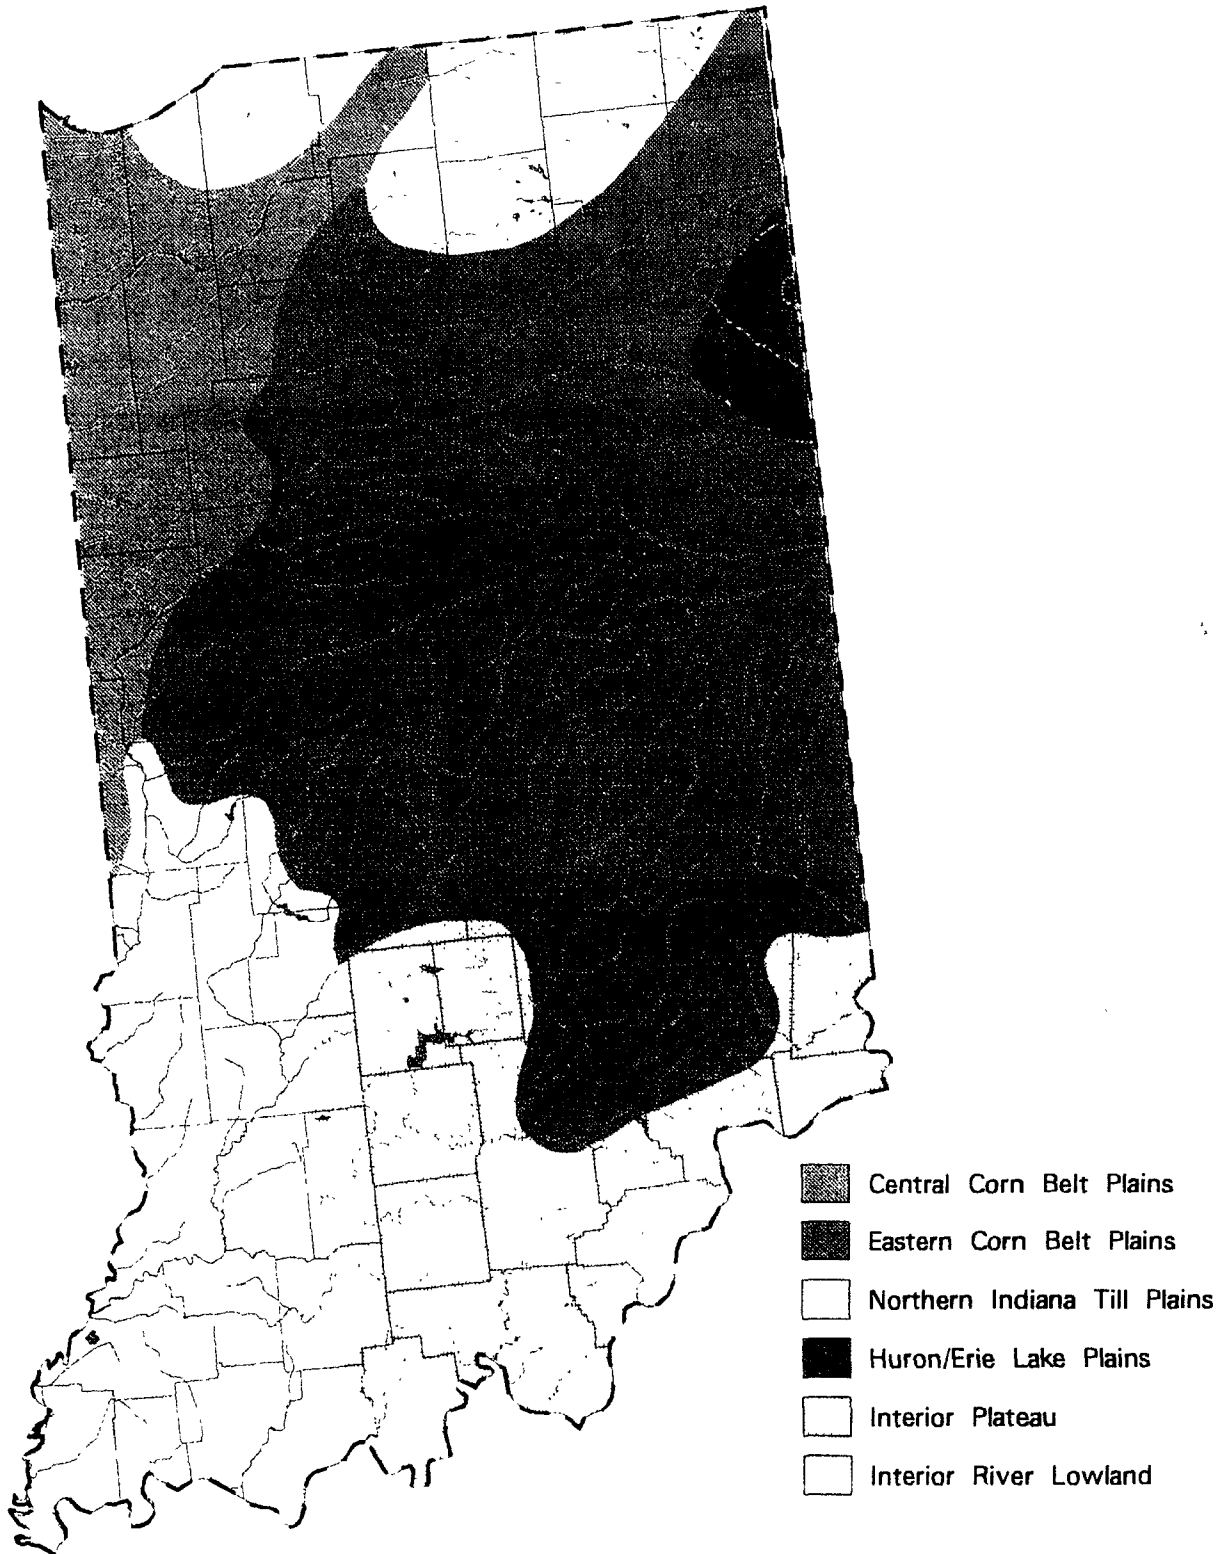 Central Corn Belt Plains
Eastern Corn Belt Plains
Northern Indiana Till Plains
Huron/Erie Lake Plains
Interior Plateau
Interior River Lowland